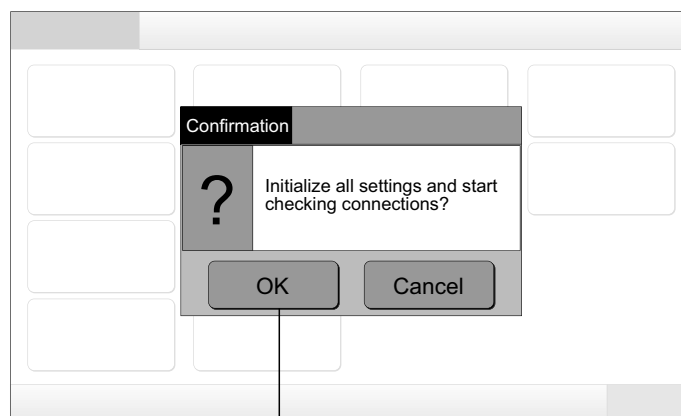 Confirmation
?
Initialize all settings and start
checking connections?
OK
Cancel